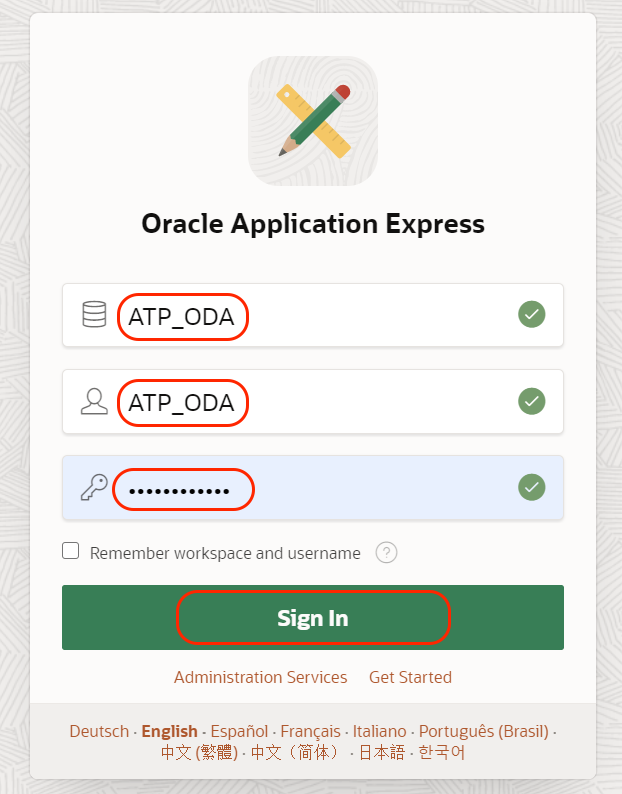 Oracle Application Express
ATP_ODA
ATP_ODA
••••••••••••
Remember workspace and username ?
Sign In
Administration Services Get Started
Deutsch · English · Español · Français · Italiano · Português (Brasil) ·
中文 (繁體) · 中文（简体） · 日本語 · 한국어